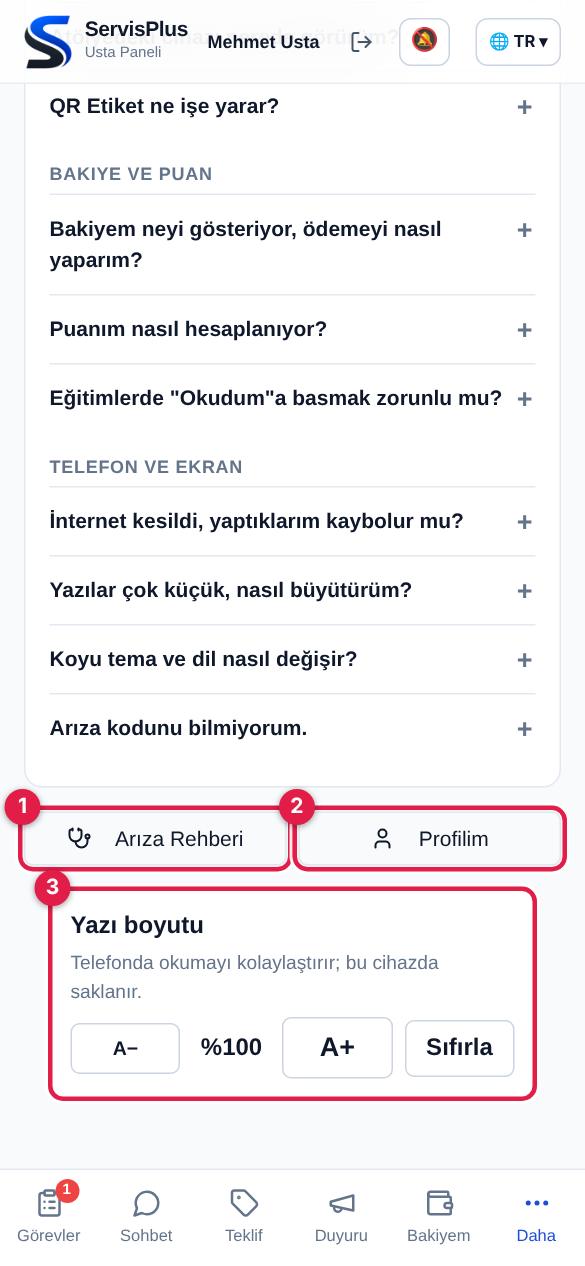 ServisPlus
Usta Paneli
Mehmet Usta
TR ▾
QR Etiket ne işe yarar?
+
BAKIYE VE PUAN
Bakiyem neyi gösteriyor, ödemeyi nasıl
yaparım?
+
Puanım nasıl hesaplanıyor?
+
Eğitimlerde "Okudum"a basmak zorunlu mu?
+
TELEFON VE EKRAN
İnternet kesildi, yaptıklarım kaybolur mu?
+
Yazılar çok küçük, nasıl büyütürüm?
+
Koyu tema ve dil nasıl değişir?
+
Arıza kodunu bilmiyorum.
+
1
Arıza Rehberi
2
Profilim
3
Yazı boyutu
Telefonda okumayı kolaylaştırır; bu cihazda
saklanır.
A−
%100
A+
Sıfırla
1
Görevler
Sohbet
Teklif
Duyuru
Bakiyem
Daha